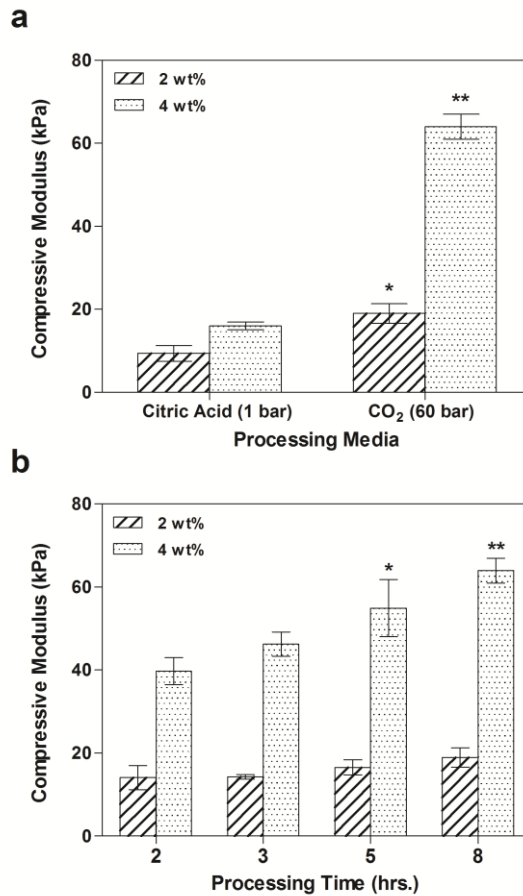 a
80
60
40
20
0
Compressive Modulus (kPa)
2 wt%
4 wt%
*
**
Citric Acid (1 bar)
CO₂ (60 bar)
Processing Media
b
80
60
40
20
0
Compressive Modulus (kPa)
2 wt%
4 wt%
*
**
2
3
5
8
Processing Time (hrs.)